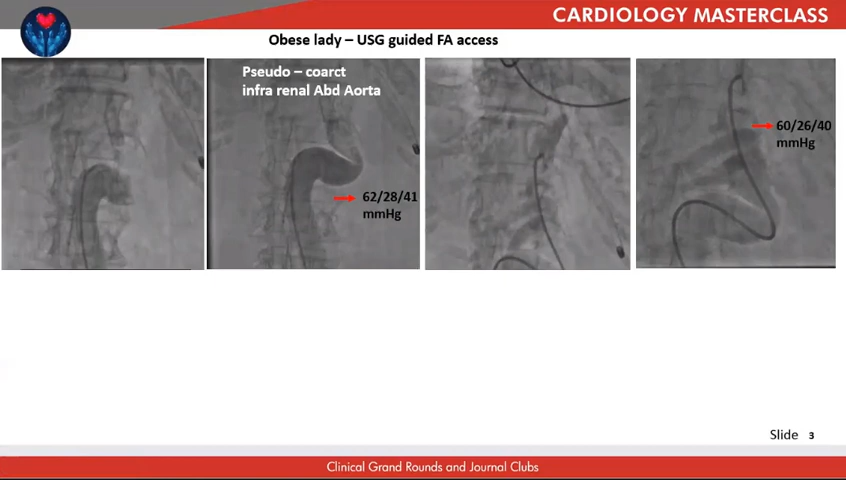 CARDIOLOGY MASTERCLASS
Obese lady – USG guided FA access
Pseudo – coarct
infra renal Abd Aorta
62/28/41
mmHg
60/26/40
mmHg
Slide 3
Clinical Grand Rounds and Journal Clubs